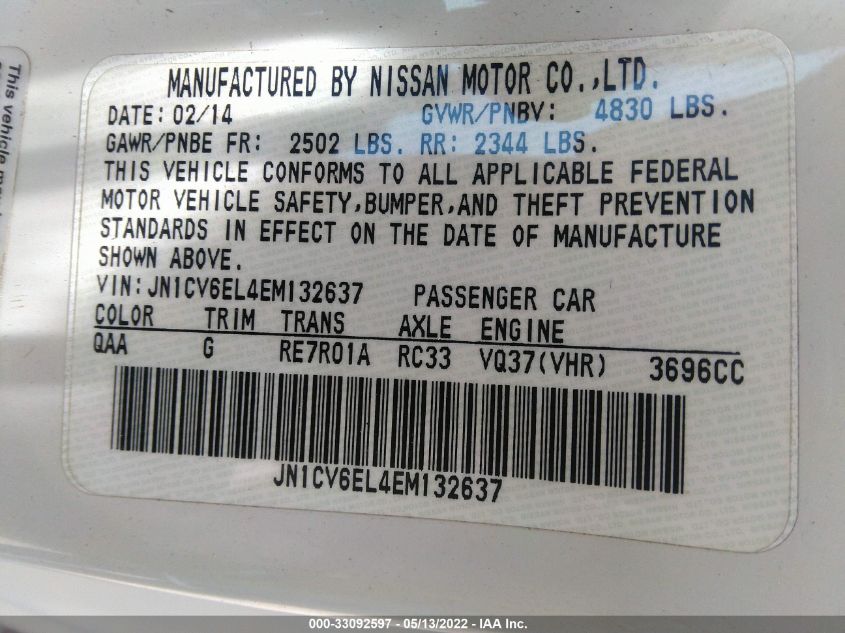 MANUFACTURED BY NISSAN MOTOR CO.,LTD.
DATE: 02/14 GVWR/PNBV: 4830 LBS.
GAWR/PNBE FR: 2502 LBS. RR: 2344 LBS.
THIS VEHICLE CONFORMS TO ALL APPLICABLE FEDERAL
MOTOR VEHICLE SAFETY,BUMPER,AND THEFT PREVENTION
STANDARDS IN EFFECT ON THE DATE OF MANUFACTURE
SHOWN ABOVE.
VIN:JN1CV6EL4EM132637 PASSENGER CAR
COLOR TRIM TRANS AXLE ENGINE
QAA G RE7R01A RC33 VQ37(VHR) 3696CC
JN1CV6EL4EM132637
This vehicle
000-33092597 - 05/13/2022 - IAA Inc.